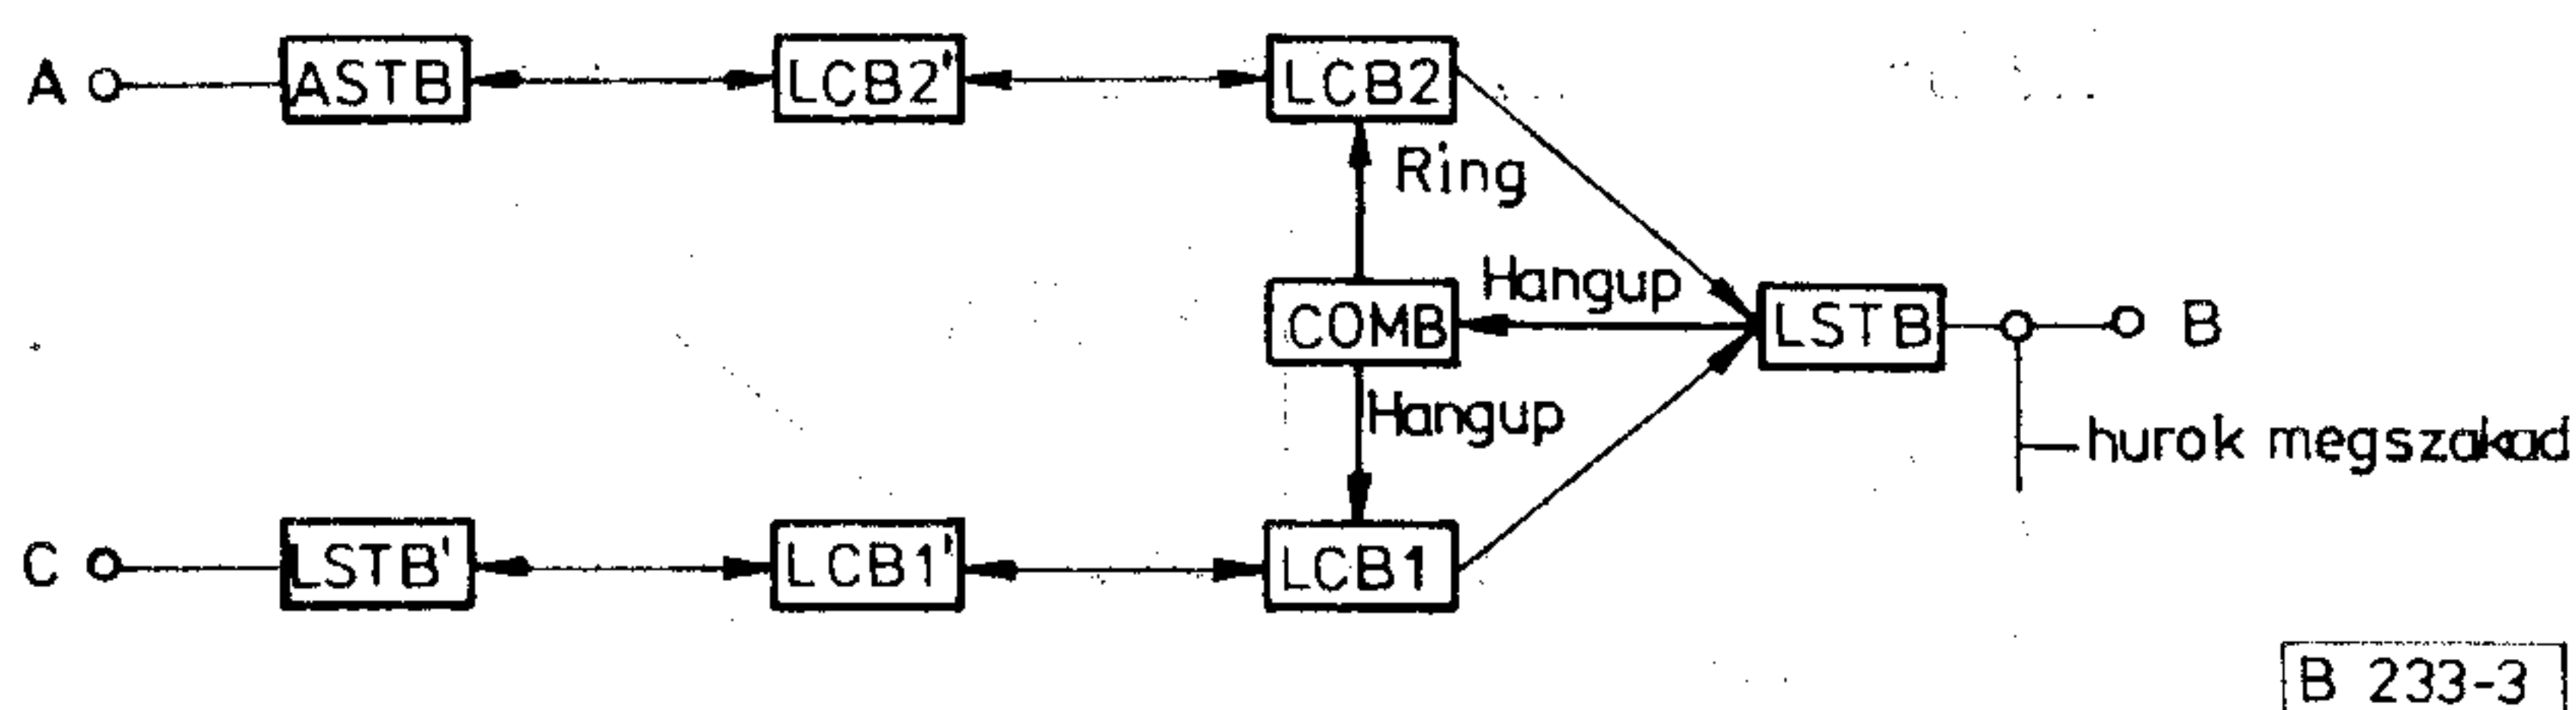 A ASTB LCB2' LCB2
Ring
Hangup
COMB LSTB B
Hangup
hurok megszakad
C LSTB' LCB1' LCB1
B 233-3